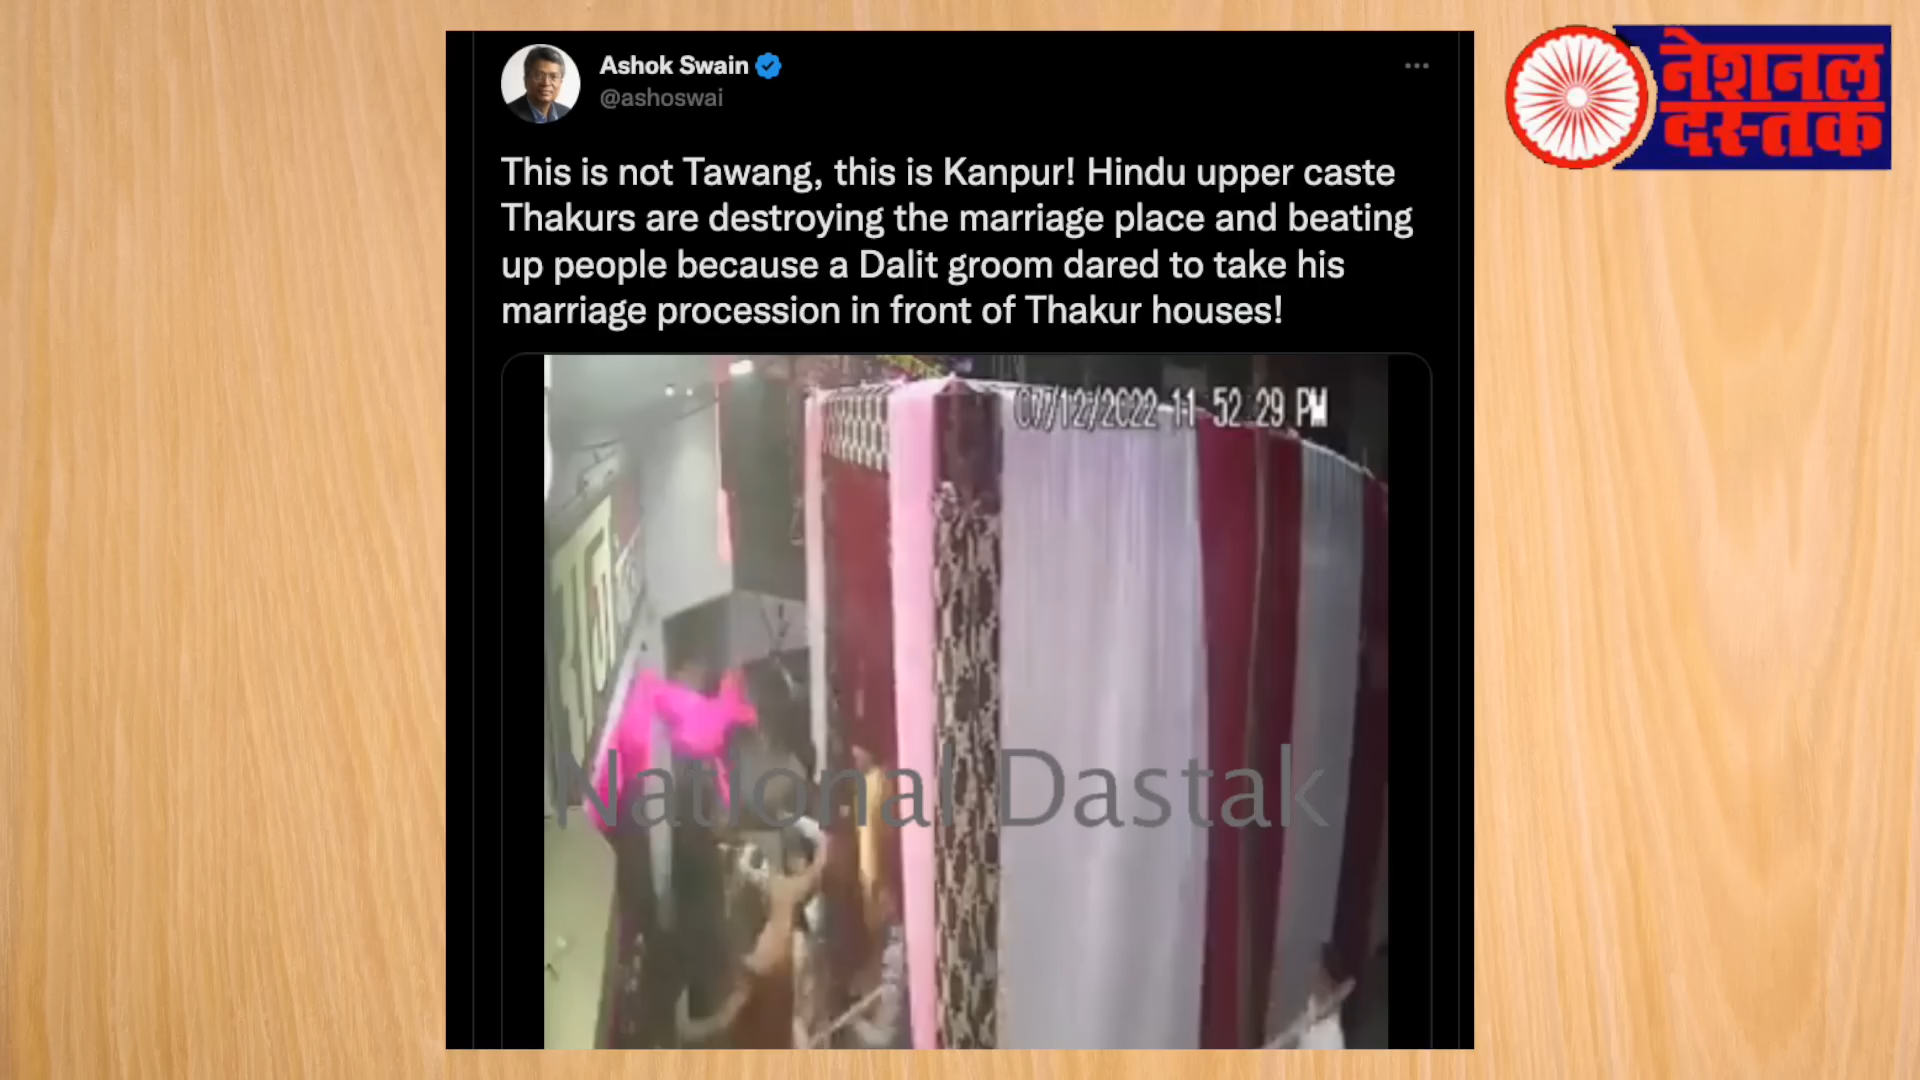 Ashok Swain
@ashoswai
नेशनल
दस्तक
This is not Tawang, this is Kanpur! Hindu upper caste
Thakurs are destroying the marriage place and beating
up people because a Dalit groom dared to take his
marriage procession in front of Thakur houses!
07/12/2022 11 52 29 PM
National Dastak